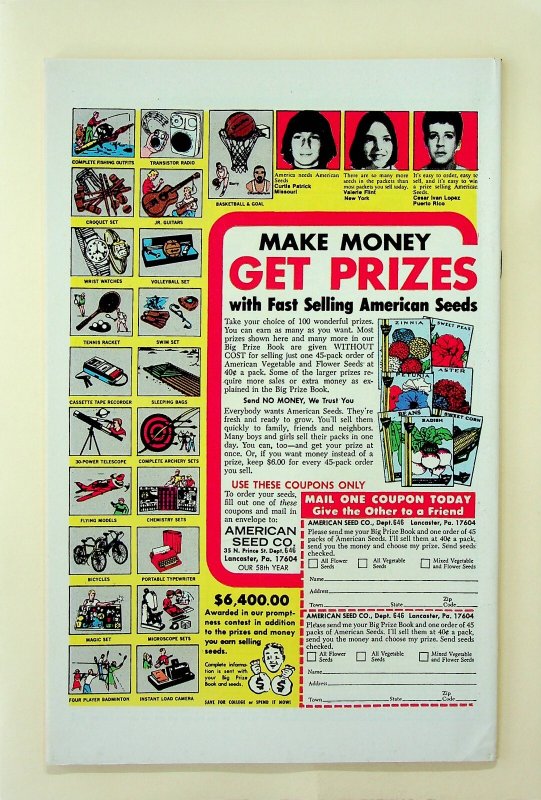 COMPLETE FISHING OUTFITS
TRANSISTOR RADIO
CROQUET SET
JR. GUITARS
WRIST WATCHES
VOLLEYBALL SET
TENNIS RACKET
SWIM SET
CASSETTE TAPE RECORDER
SLEEPING BAGS
30-POWER TELESCOPE
COMPLETE ARCHERY SETS
FLYING MODELS
CHEMISTRY SETS
BICYCLES
PORTABLE TYPEWRITER
MAGIC SET
MICROSCOPE SETS
FOUR PLAYER BADMINTON
INSTANT LOAD CAMERA
BASKETBALL & GOAL
America needs American
Seeds
Curtis Patrick
Missouri
There are so many more
seeds in the packets than
most packets you sell today.
Valerie Flint
New York
It's easy to order, easy to
sell, and it's easy to win
a prize selling American
Seeds.
Cesar Ivan Lopez
Puerto Rico
MAKE MONEY
GET PRIZES
with Fast Selling American Seeds
Take your choice of 100 wonderful prizes.
You can earn as many as you want. Most
prizes shown here and many more in our
Big Prize Book are given WITHOUT
COST for selling just one 45-pack order of
American Vegetable and Flower Seeds at
40¢ a pack. Some of the larger prizes re-
quire more sales or extra money as ex-
plained in the Big Prize Book.
Send NO MONEY, We Trust You
Everybody wants American Seeds. They're
fresh and ready to grow. You'll sell them
quickly to family, friends and neighbors.
Many boys and girls sell their packs in one
day. You can, too—and get your prize at
once. Or, if you want money instead of a
prize, keep $6.00 for every 45-pack order
you sell.
ZINNIA
SWEET PEAS
PETUNIA
ASTER
BEANS
RADISH
SWEET CORN
USE THESE COUPONS ONLY
To order your seeds,
fill out one of these
coupons and mail in
an envelope to:
AMERICAN
SEED CO.
35 N. Prince St. Dept. 646
Lancaster, Pa. 17604
OUR 58th YEAR
$6,400.00
Awarded in our prompt-
ness contest in addition
to the prizes and money
you earn selling
seeds.
Complete informa-
tion is sent with
your Big Prize
Book and seeds.
$ $
SAVE FOR COLLEGE or SPEND IT NOW!
MAIL ONE COUPON TODAY
Give the Other to a Friend
AMERICAN SEED CO., Dept. 646 Lancaster, Pa. 17604
Please send me your Big Prize Book and one order of 45
packs of American Seeds. I'll sell them at 40¢ a pack,
send you the money and choose my prize. Send seeds
checked.
All Flower Seeds
All Vegetable Seeds
Mixed Vegetable and Flower Seeds
Name
Address
Town State Zip Code
AMERICAN SEED CO., Dept. 646 Lancaster, Pa. 17604
Please send me your Big Prize Book and one order of 45
packs of American Seeds. I'll sell them at 40¢ a pack,
send you the money and choose my prize. Send seeds
checked.
All Flower Seeds
All Vegetable Seeds
Mixed Vegetable and Flower Seeds
Name
Address
Town State Zip Code